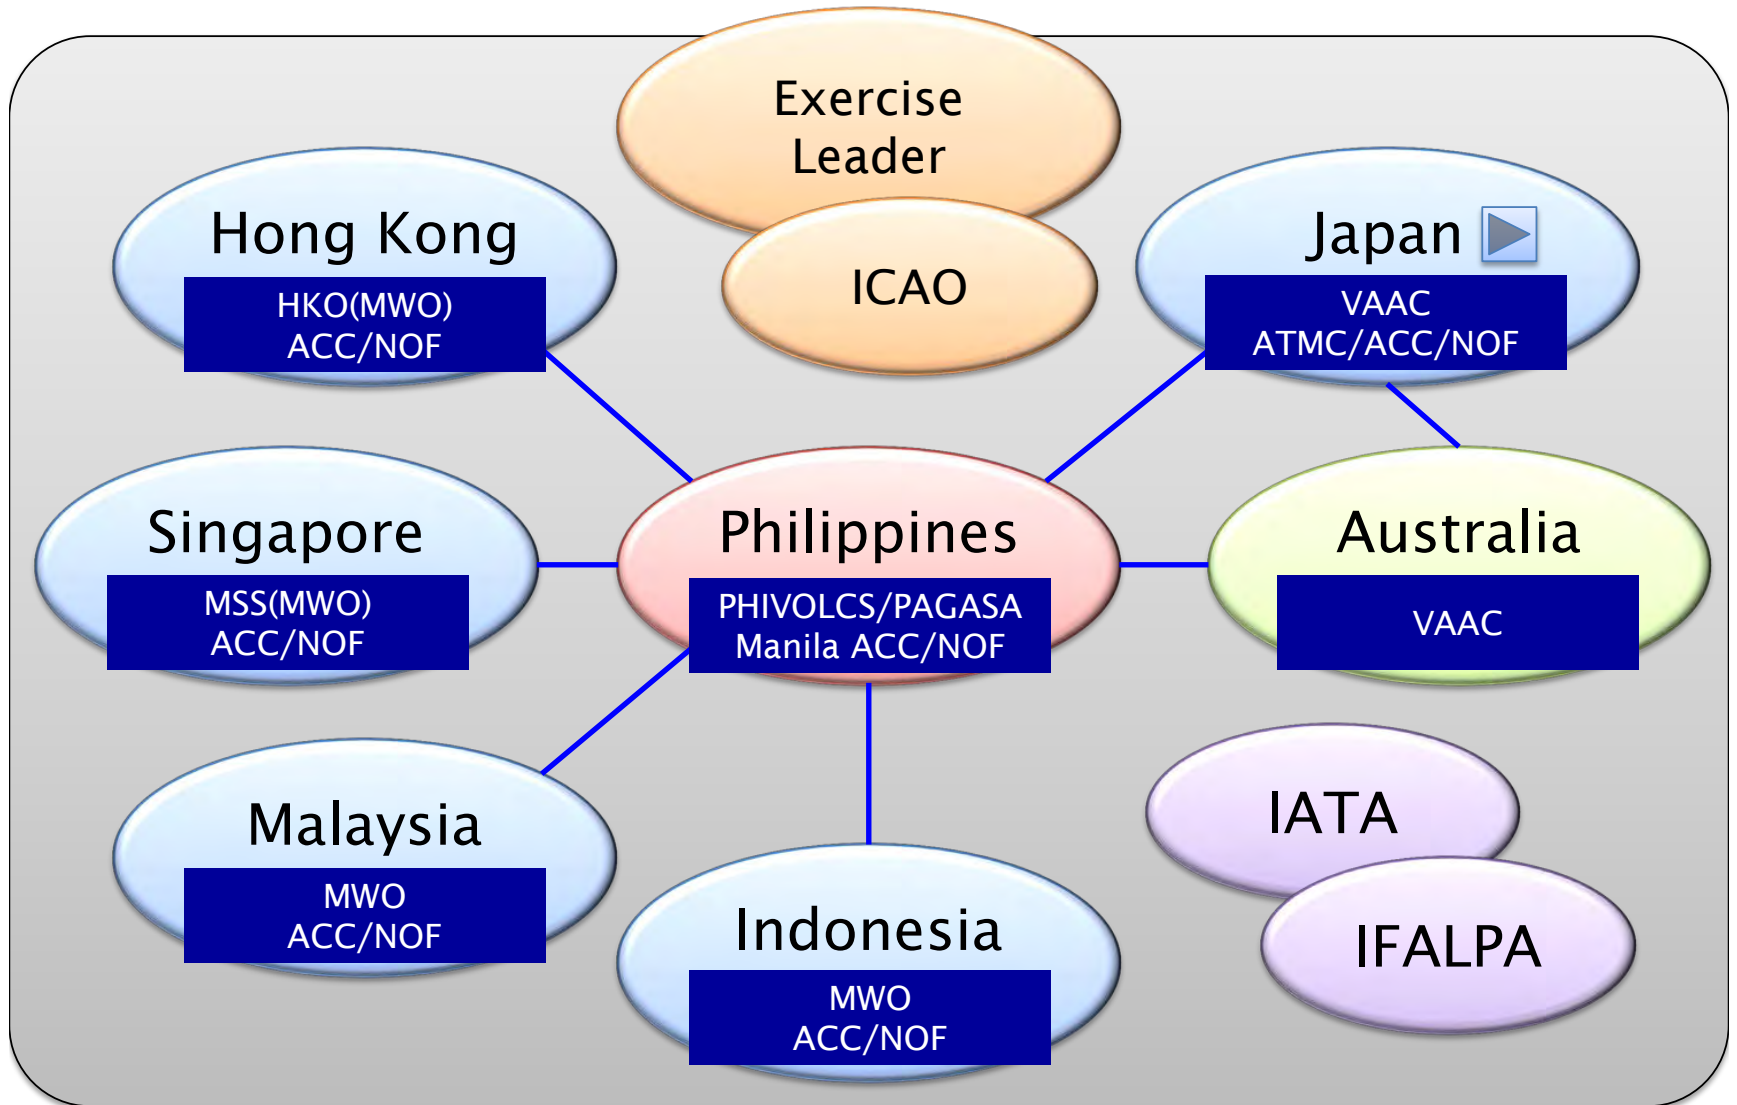 Exercise
Leader
ICAO
Hong Kong
HKO(MWO)
ACC/NOF
Japan
VAAC
ATMC/ACC/NOF
Singapore
MSS(MWO)
ACC/NOF
Philippines
PHIVOLCS/PAGASA
Manila ACC/NOF
Australia
VAAC
Malaysia
MWO
ACC/NOF
Indonesia
MWO
ACC/NOF
IATA
IFALPA